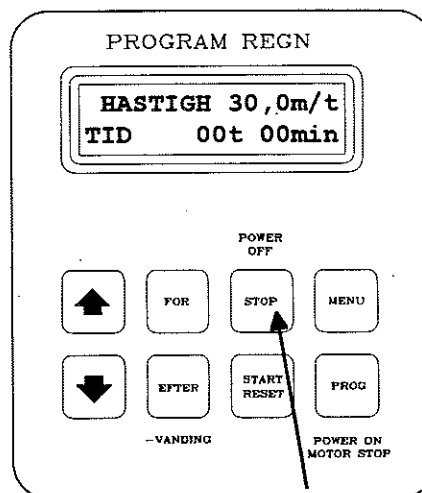 PROGRAM REGN
HASTIGH 30,0m/t
TID 00t 00min
POWER
OFF
FOR
STOP
MENU
EFTER
START
RESET
PROG
-VANDING
POWER ON
MOTOR STOP